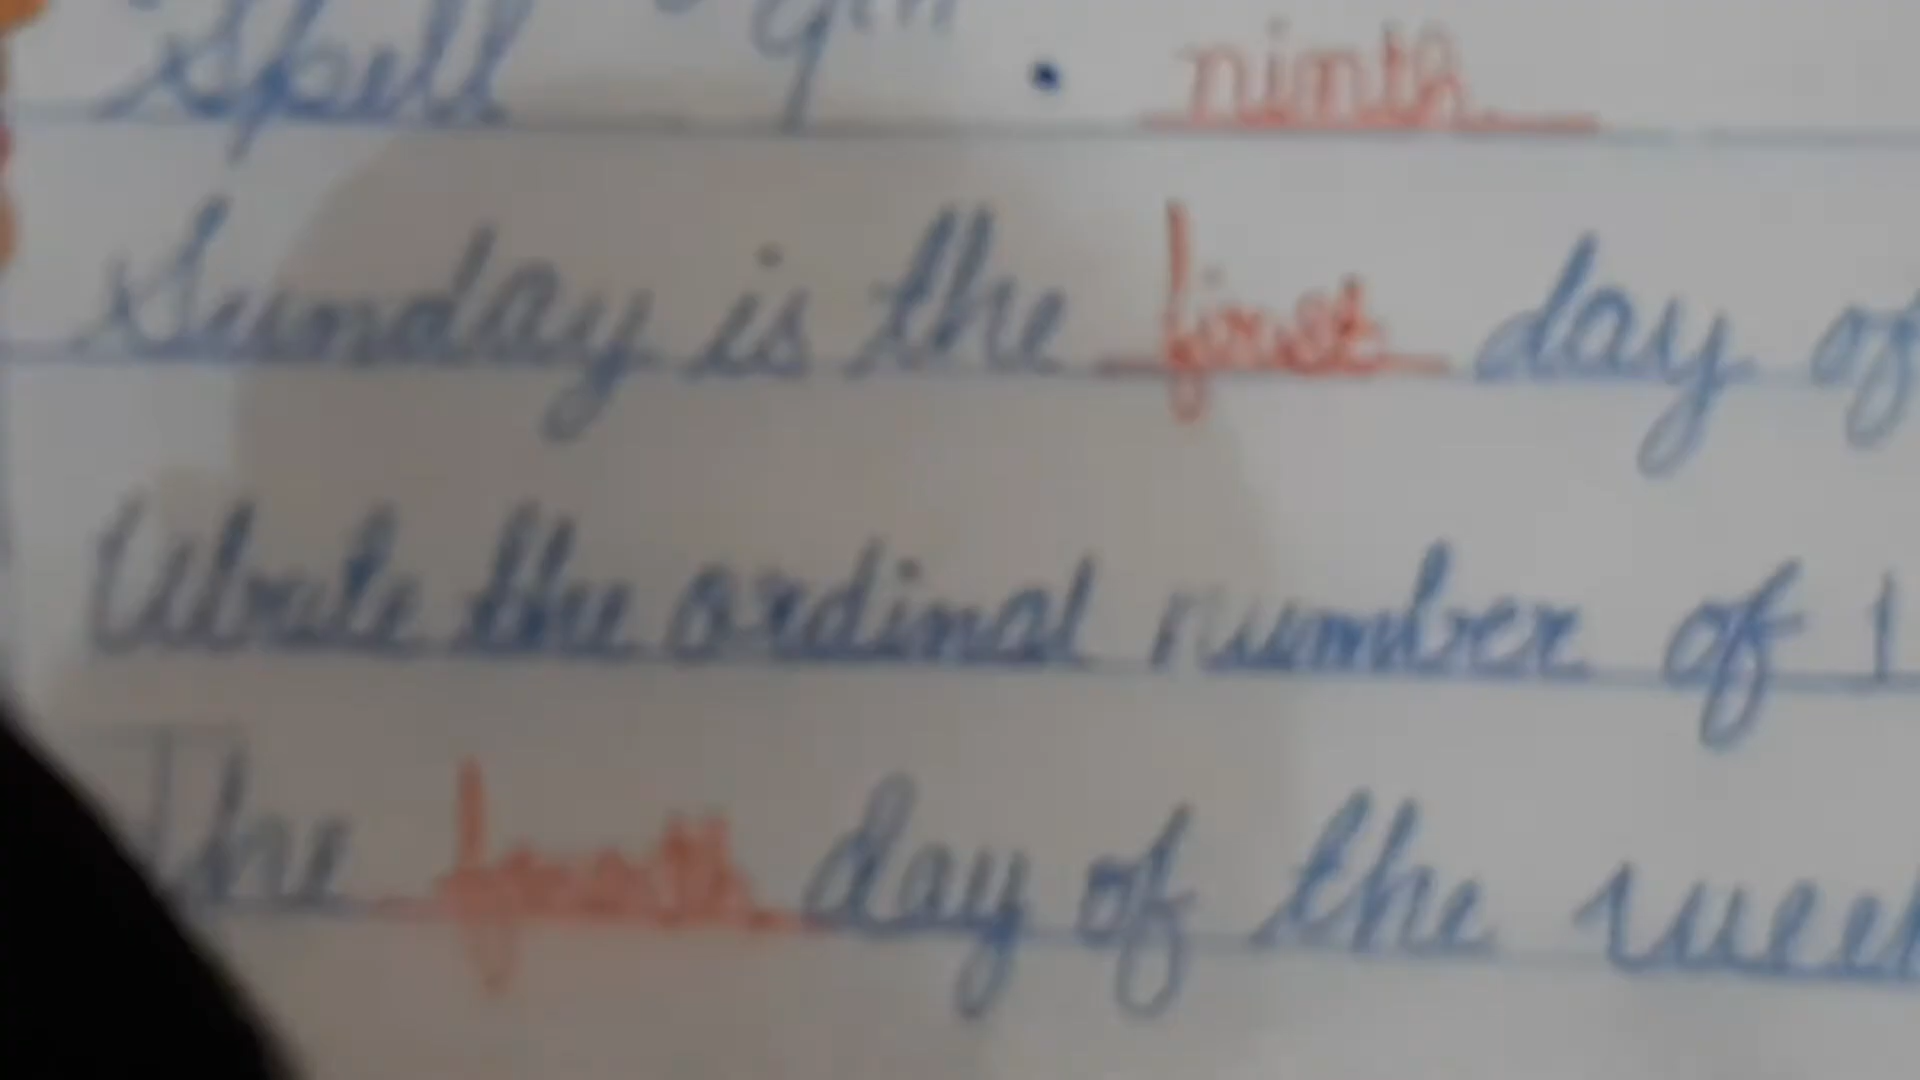 Spell 9th . ninth
Sunday is the first day of
Write the ordinal number of 1
The fourth day of the week